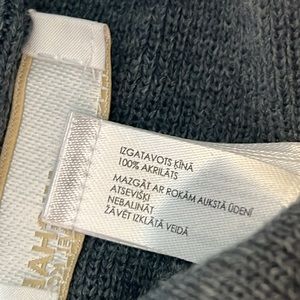 IZGATAVOTS ĶĪNĀ
100% AKRILĀTS
MAZGĀT AR ROKĀM AUKSTĀ ŪDENĪ
ATSEVIŠĶI
NEBALINĀT
ŽĀVĒT IZKLĀTĀ VEIDĀ